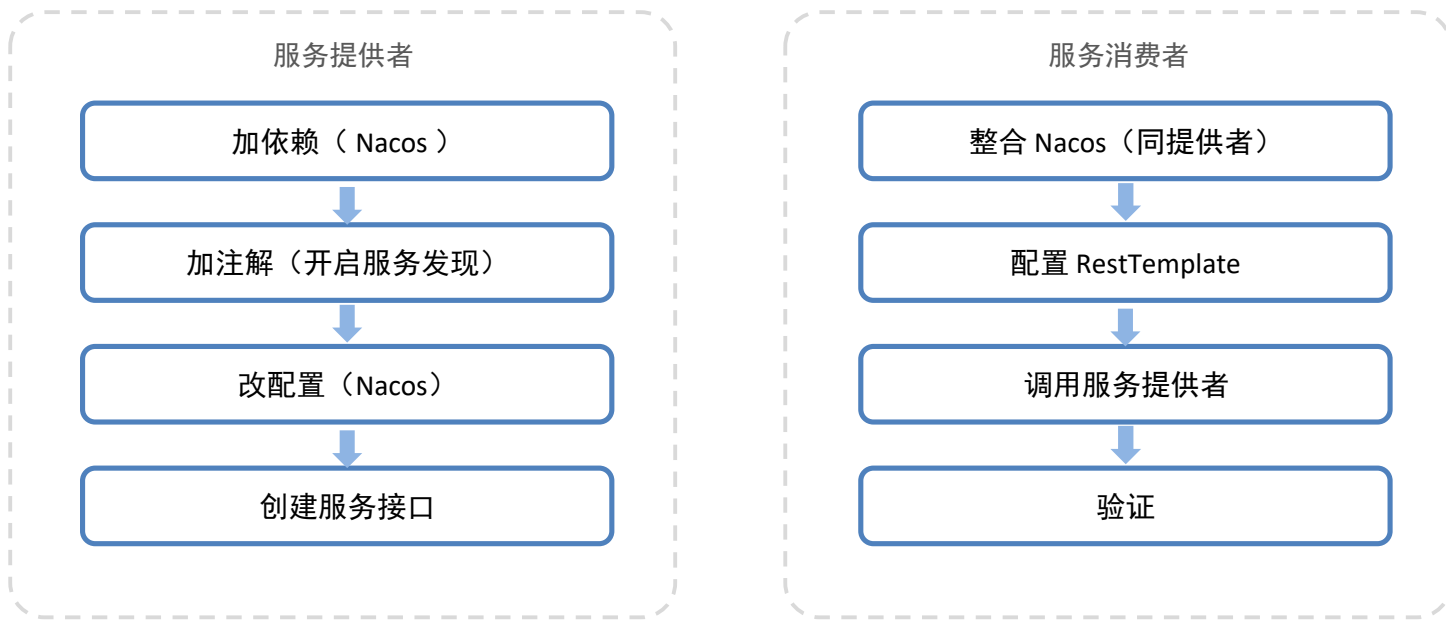 服务提供者
加依赖（ Nacos ）
加注解（开启服务发现）
改配置（Nacos）
创建服务接口
服务消费者
整合 Nacos（同提供者）
配置 RestTemplate
调用服务提供者
验证